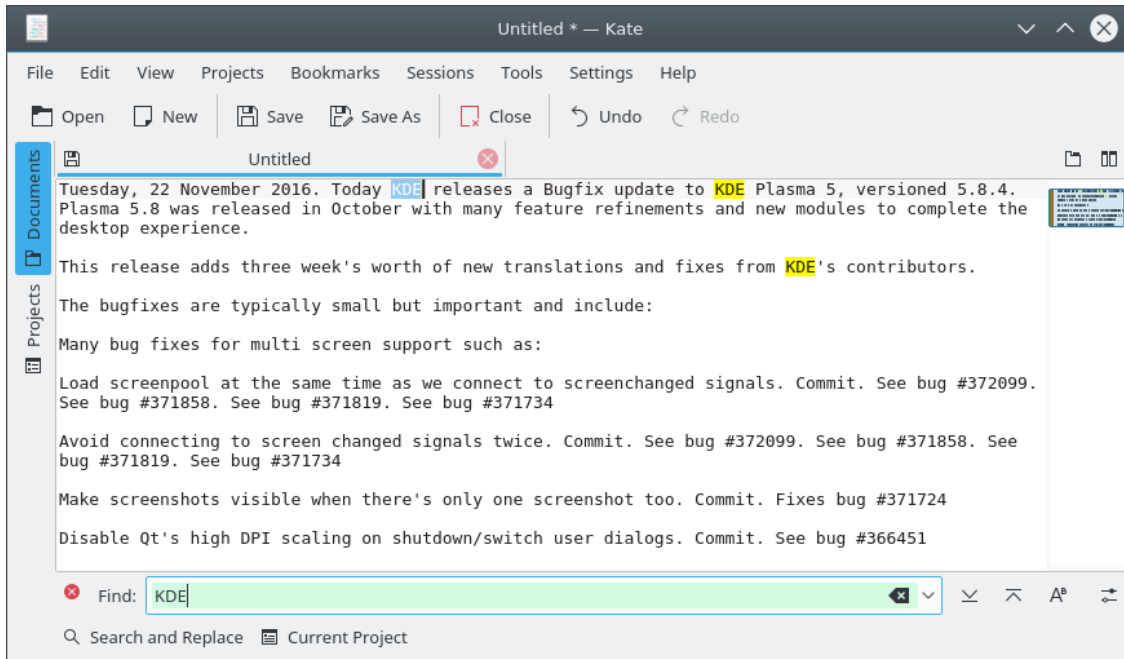 Untitled * — Kate
File Edit View Projects Bookmarks Sessions Tools Settings Help
Open New Save Save As Close Undo Redo
Documents
Projects
Untitled
Tuesday, 22 November 2016. Today KDE releases a Bugfix update to KDE Plasma 5, versioned 5.8.4.
Plasma 5.8 was released in October with many feature refinements and new modules to complete the
desktop experience.
This release adds three week's worth of new translations and fixes from KDE's contributors.
The bugfixes are typically small but important and include:
Many bug fixes for multi screen support such as:
Load screenpool at the same time as we connect to screenchanged signals. Commit. See bug #372099.
See bug #371858. See bug #371819. See bug #371734
Avoid connecting to screen changed signals twice. Commit. See bug #372099. See bug #371858. See
bug #371819. See bug #371734
Make screenshots visible when there's only one screenshot too. Commit. Fixes bug #371724
Disable Qt's high DPI scaling on shutdown/switch user dialogs. Commit. See bug #366451
Find: KDE
Search and Replace Current Project